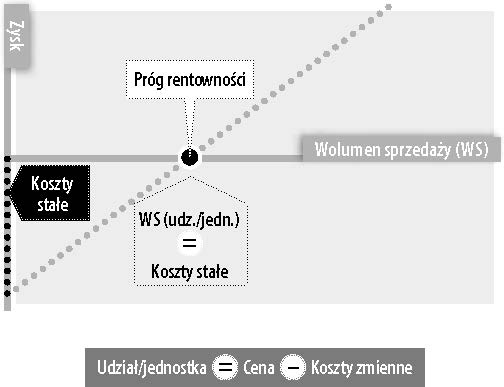 Zysk
Próg rentowności
Wolumen sprzedaży (WS)
Koszty
stałe
WS (udz./jedn.)
=
Koszty stałe
Udział/jednostka = Cena – Koszty zmienne